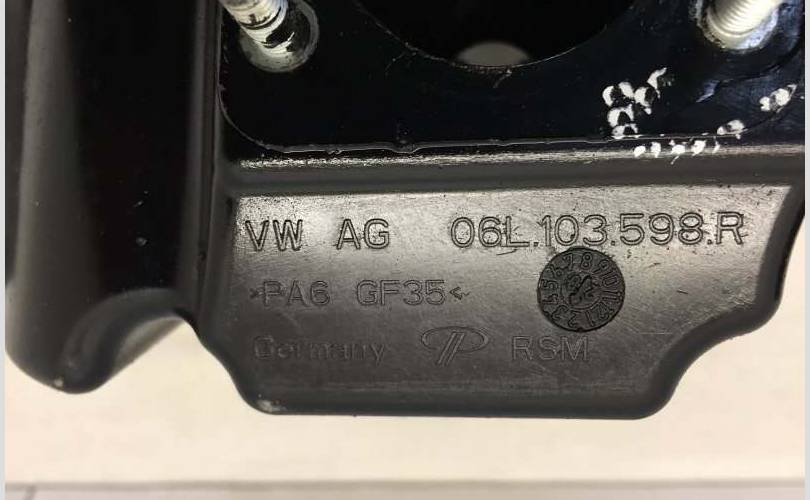 VW AG 06L.103.598.R
>PA6 GF35<
Germany RSM